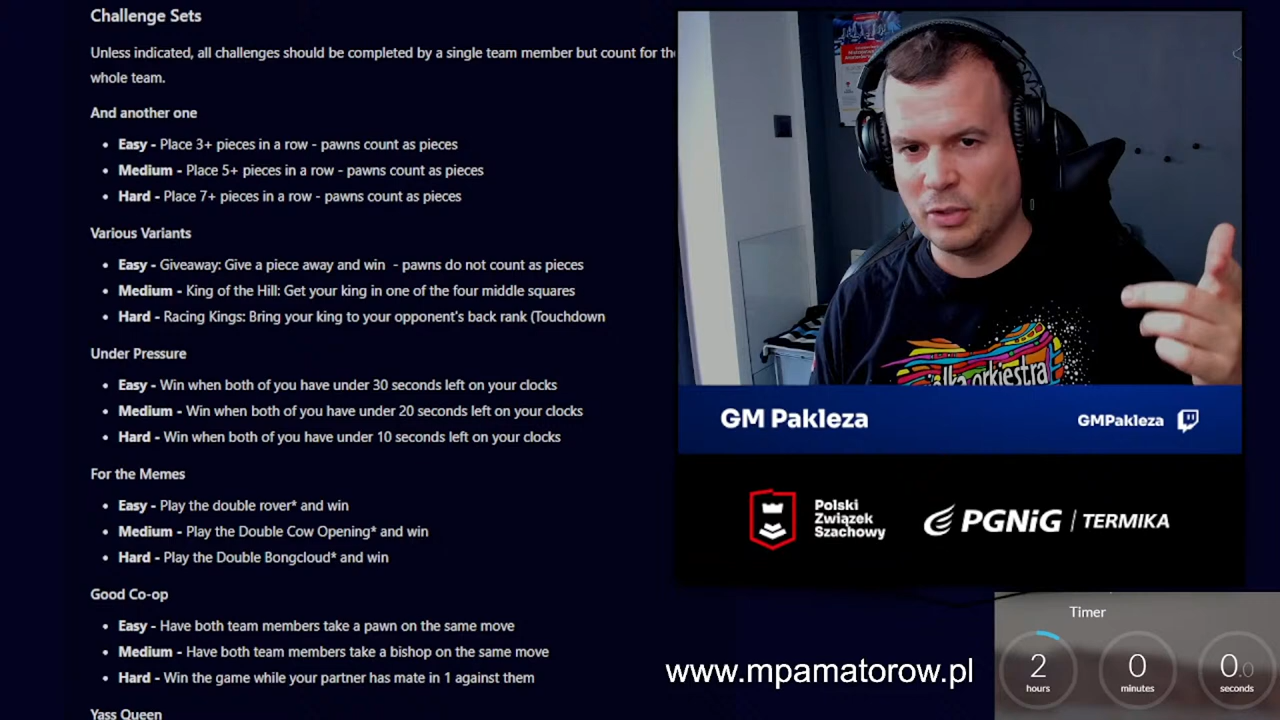 Challenge Sets
Unless indicated, all challenges should be completed by a single team member but count for the
whole team.
And another one
Easy - Place 3+ pieces in a row - pawns count as pieces
Medium - Place 5+ pieces in a row - pawns count as pieces
Hard - Place 7+ pieces in a row - pawns count as pieces
Various Variants
Easy - Giveaway: Give a piece away and win - pawns do not count as pieces
Medium - King of the Hill: Get your king in one of the four middle squares
Hard - Racing Kings: Bring your king to your opponent's back rank (Touchdown
Under Pressure
Easy - Win when both of you have under 30 seconds left on your clocks
Medium - Win when both of you have under 20 seconds left on your clocks
Hard - Win when both of you have under 10 seconds left on your clocks
For the Memes
Easy - Play the double rover* and win
Medium - Play the Double Cow Opening* and win
Hard - Play the Double Bongcloud* and win
Good Co-op
Easy - Have both team members take a pawn on the same move
Medium - Have both team members take a bishop on the same move
Hard - Win the game while your partner has mate in 1 against them
Yass Queen
orkiestra
GM Pakleza
GMPakleza
Polski
Związek
Szachowy
PGNiG | TERMIKA
www.mpamatorow.pl
Timer
2 0 0.0
hours minutes seconds